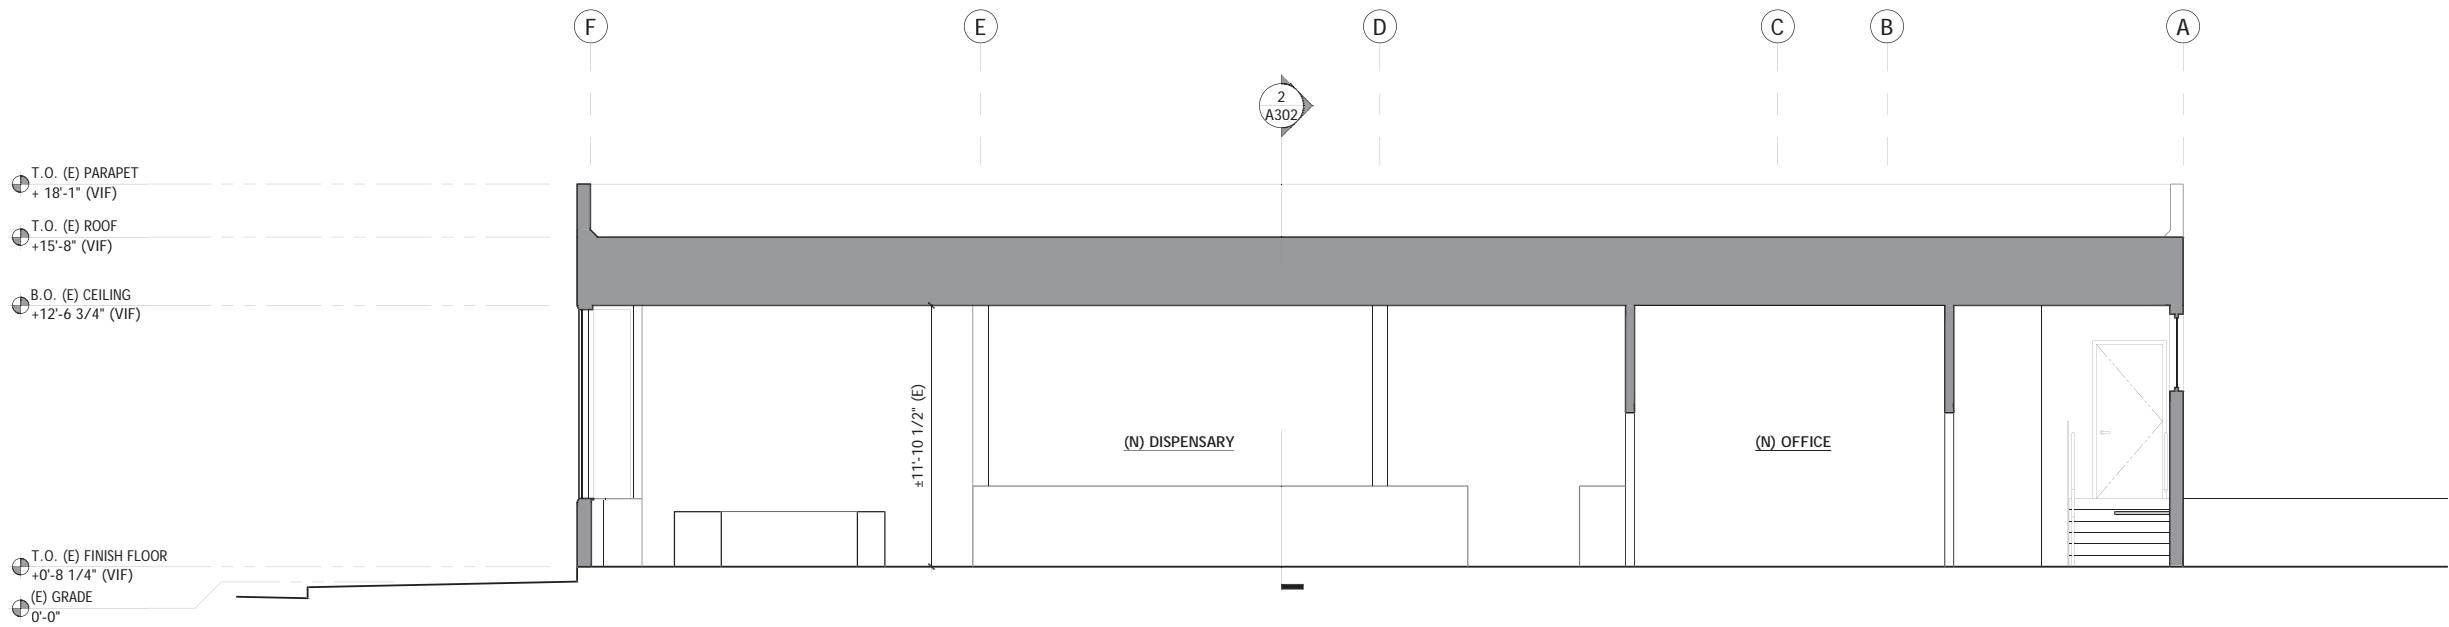 F
E
D
C
B
A
2
A302
T.O. (E) PARAPET
+ 18'-1" (VIF)
T.O. (E) ROOF
+15'-8" (VIF)
B.O. (E) CEILING
+12'-6 3/4" (VIF)
±11'-10 1/2" (E)
(N) DISPENSARY
(N) OFFICE
T.O. (E) FINISH FLOOR
+0'-8 1/4" (VIF)
(E) GRADE
0'-0"